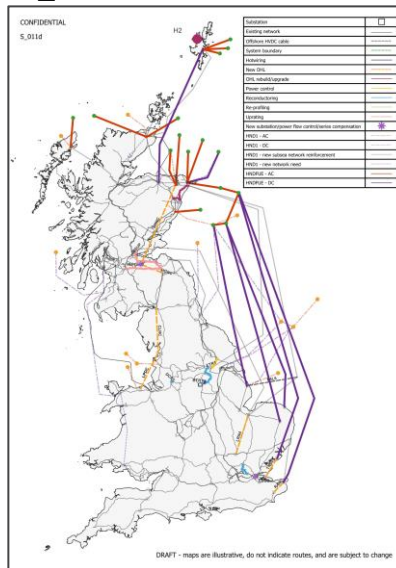 CONFIDENTIAL
S_011d
H2
Substation
Existing network
Offshore HVDC cable
System boundary
Hotwiring
New OHL
OHL rebuild/upgrade
Power control
Reconductoring
Re-profiling
Uprating
New substation/power flow control/series compensation
HND1 - AC
HND1 - DC
HND1 - new subsea network reinforcement
HND1 - new network need
HNDFUE - AC
HNDFUE - DC
DRAFT - maps are illustrative, do not indicate routes, and are subject to change